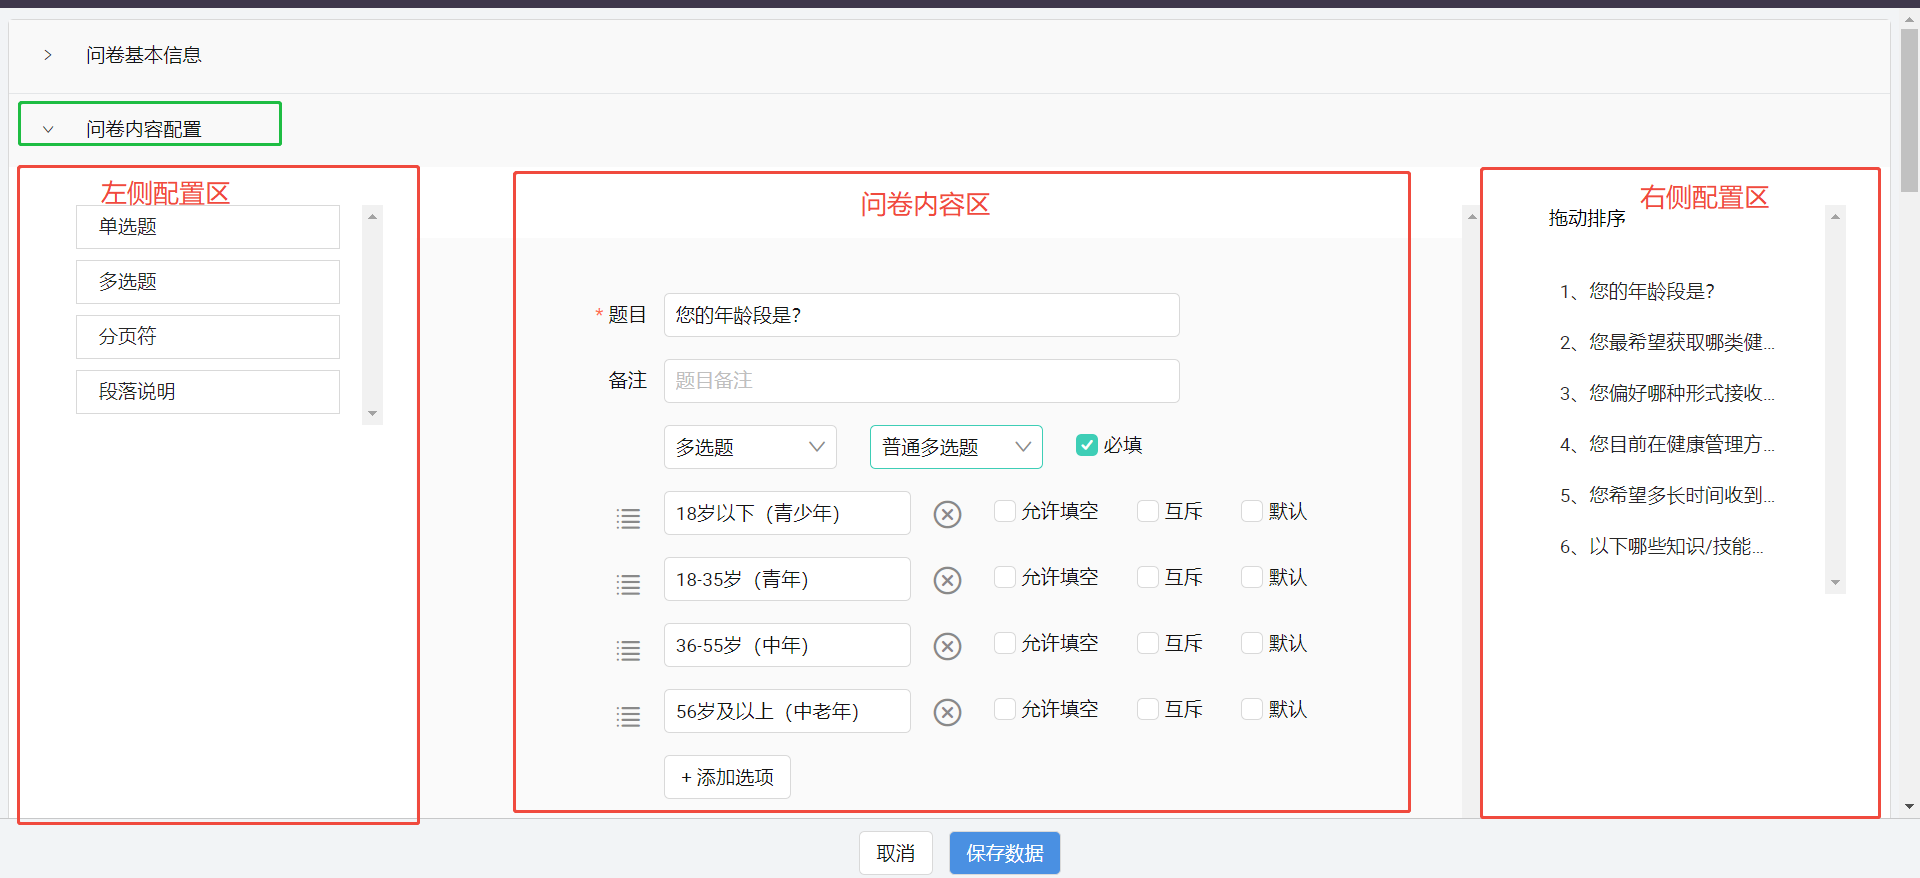 问卷基本信息
问卷内容配置
左侧配置区
单选题
多选题
分页符
段落说明
问卷内容区
* 题目 您的年龄段是?
备注 题目备注
多选题 普通多选题 必填
18岁以下（青少年） 允许填空 互斥 默认
18-35岁（青年） 允许填空 互斥 默认
36-55岁（中年） 允许填空 互斥 默认
56岁及以上（中老年） 允许填空 互斥 默认
+ 添加选项
右侧配置区
拖动排序
1、您的年龄段是?
2、您最希望获取哪类健...
3、您偏好哪种形式接收...
4、您目前在健康管理方...
5、您希望多长时间收到...
6、以下哪些知识/技能...
取消 保存数据